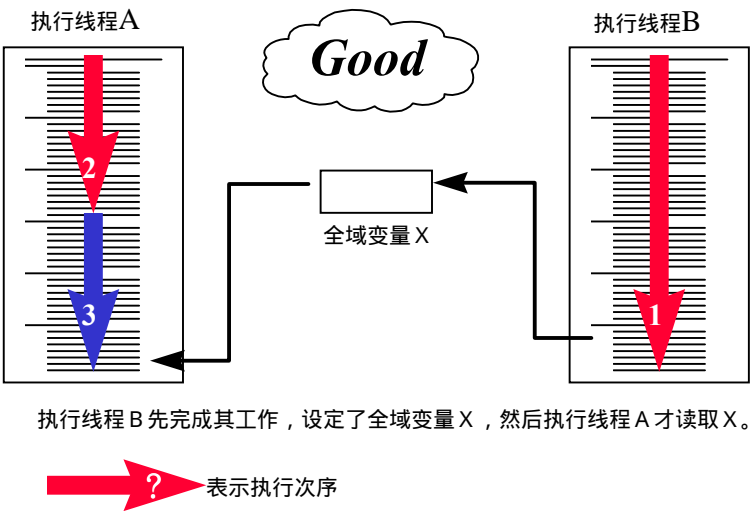 执行线程A
执行线程B
Good
2
3
1
全域变量X
执行线程B先完成其工作，设定了全域变量X，然后执行线程A才读取X。
? 表示执行次序